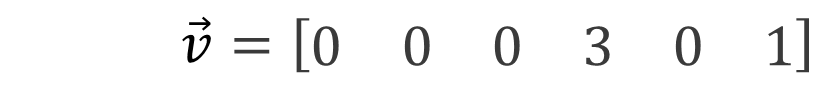 v⃗ = [0 0 0 3 0 1]